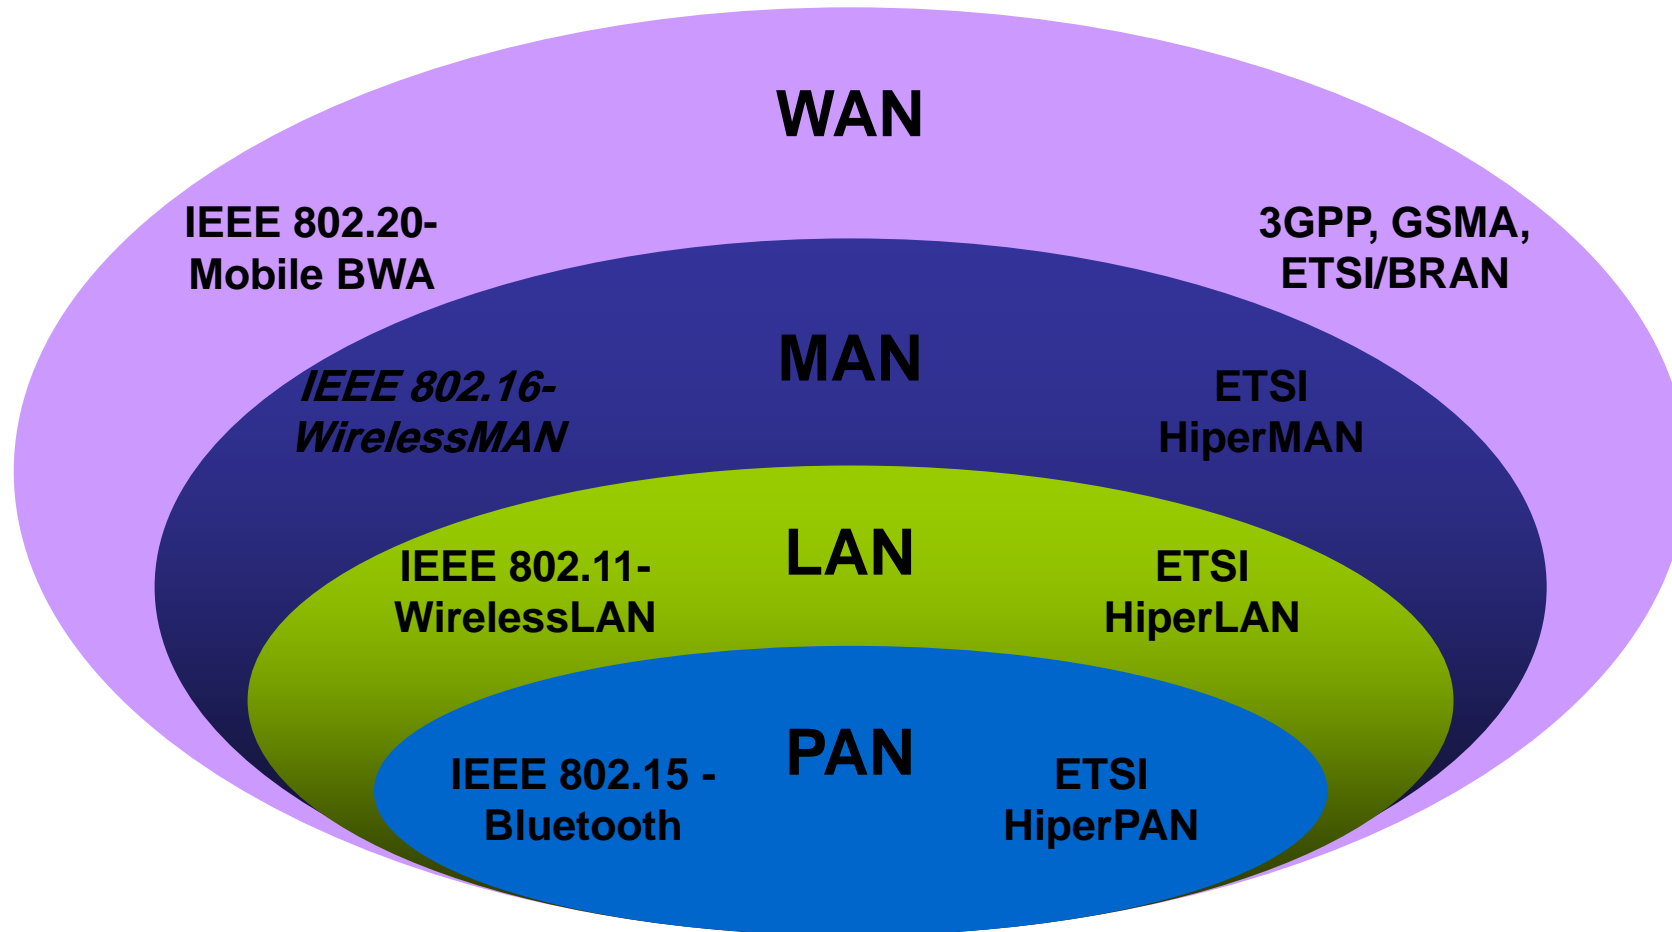 WAN
IEEE 802.20-
Mobile BWA
3GPP, GSMA,
ETSI/BRAN
MAN
IEEE 802.16-
WirelessMAN
ETSI
HiperMAN
LAN
IEEE 802.11-
WirelessLAN
ETSI
HiperLAN
PAN
IEEE 802.15 -
Bluetooth
ETSI
HiperPAN